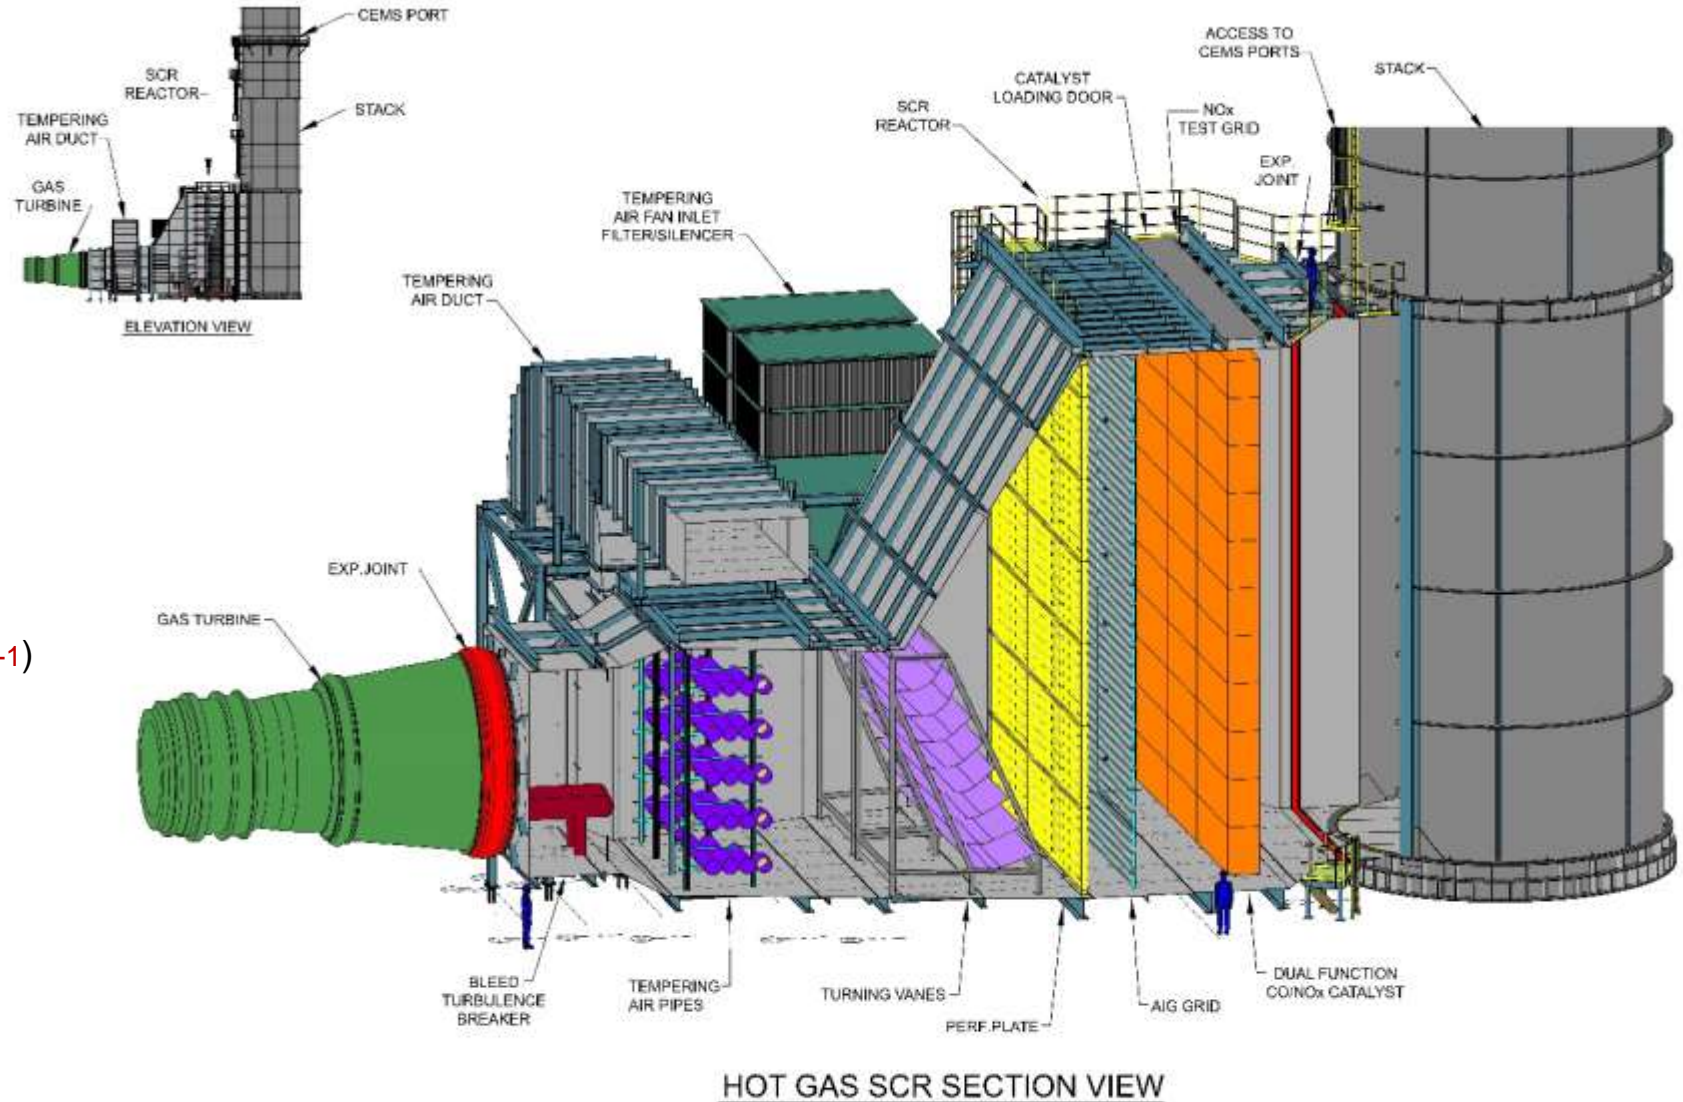 CEMS PORT
SCR
REACTOR
STACK
TEMPERING
AIR DUCT
GAS
TURBINE
ELEVATION VIEW
ACCESS TO
CEMS PORTS
STACK
CATALYST
LOADING DOOR
NOx
TEST GRID
SCR
REACTOR
EXP.
JOINT
TEMPERING
AIR FAN INLET
FILTER/SILENCER
TEMPERING
AIR DUCT
EXP.JOINT
GAS TURBINE
-1)
BLEED
TURBULENCE
BREAKER
TEMPERING
AIR PIPES
TURNING VANES
PERF.PLATE
AIG GRID
DUAL FUNCTION
CO/NOx CATALYST
HOT GAS SCR SECTION VIEW